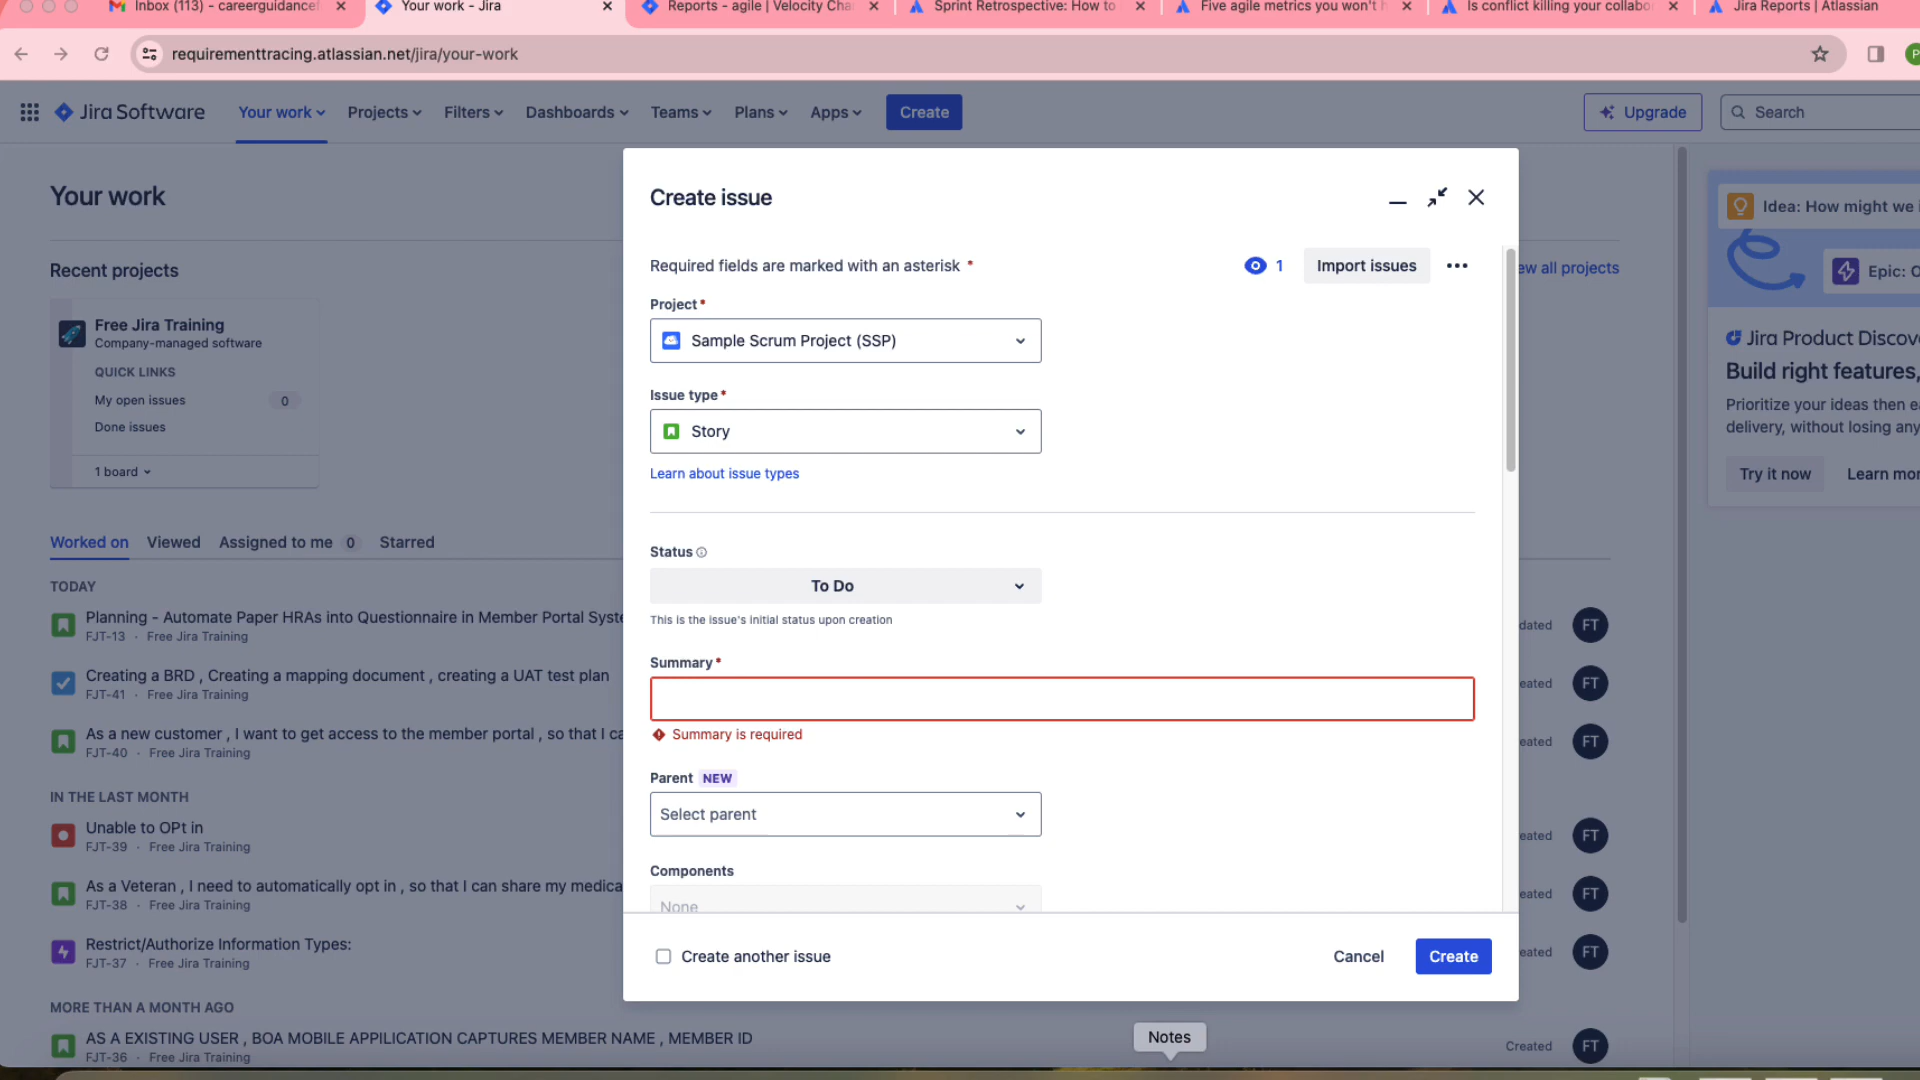 Inbox (113) - careerguidance
Your work - Jira
Reports - agile | Velocity Cha
Sprint Retrospective: How to
Five agile metrics you won't h
Is conflict killing your collabo
Jira Reports | Atlassian
requirementtracing.atlassian.net/jira/your-work
P
Jira Software
Your work
Projects
Filters
Dashboards
Teams
Plans
Apps
Create
Upgrade
Search
Your work
Recent projects
ew all projects
Free Jira Training
Company-managed software
QUICK LINKS
My open issues 0
Done issues
1 board
Worked on
Viewed
Assigned to me 0
Starred
TODAY
Planning - Automate Paper HRAs into Questionnaire in Member Portal Syste
FJT-13 · Free Jira Training
dated FT
Creating a BRD , Creating a mapping document , creating a UAT test plan
FJT-41 · Free Jira Training
eated FT
As a new customer , I want to get access to the member portal , so that I ca
FJT-40 · Free Jira Training
eated FT
IN THE LAST MONTH
Unable to OPt in
FJT-39 · Free Jira Training
eated FT
As a Veteran , I need to automatically opt in , so that I can share my medica
FJT-38 · Free Jira Training
eated FT
Restrict/Authorize Information Types:
FJT-37 · Free Jira Training
eated FT
MORE THAN A MONTH AGO
AS A EXISTING USER , BOA MOBILE APPILICATION CAPTURES MEMBER NAME , MEMBER ID
FJT-36 · Free Jira Training
Created FT
Create issue
Required fields are marked with an asterisk *
1
Import issues
Project *
Sample Scrum Project (SSP)
Issue type *
Story
Learn about issue types
Status
To Do
This is the issue's initial status upon creation
Summary *
Summary is required
Parent NEW
Select parent
Components
None
Create another issue
Cancel
Create
Notes
Idea: How might we i
Epic: C
Jira Product Discov
Build right features,
Prioritize your ideas then ea
delivery, without losing any
Try it now
Learn mor